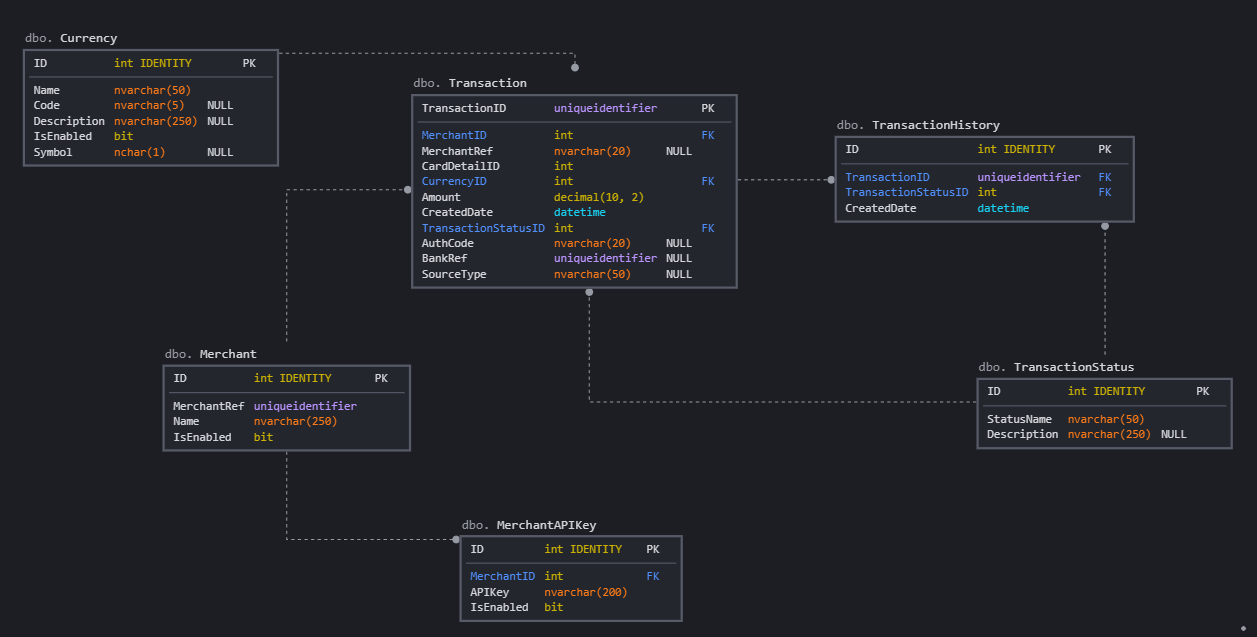 dbo. Currency
ID int IDENTITY PK
Name nvarchar(50)
Code nvarchar(5) NULL
Description nvarchar(250) NULL
IsEnabled bit
Symbol nchar(1) NULL
dbo. Transaction
TransactionID uniqueidentifier PK
MerchantID int FK
MerchantRef nvarchar(20) NULL
CardDetailID int
CurrencyID int FK
Amount decimal(10, 2)
CreatedDate datetime
TransactionStatusID int FK
AuthCode nvarchar(20) NULL
BankRef uniqueidentifier NULL
SourceType nvarchar(50) NULL
dbo. TransactionHistory
ID int IDENTITY PK
TransactionID uniqueidentifier FK
TransactionStatusID int FK
CreatedDate datetime
dbo. Merchant
ID int IDENTITY PK
MerchantRef uniqueidentifier
Name nvarchar(250)
IsEnabled bit
dbo. TransactionStatus
ID int IDENTITY PK
StatusName nvarchar(50)
Description nvarchar(250) NULL
dbo. MerchantAPIKey
ID int IDENTITY PK
MerchantID int FK
APIKey nvarchar(200)
IsEnabled bit